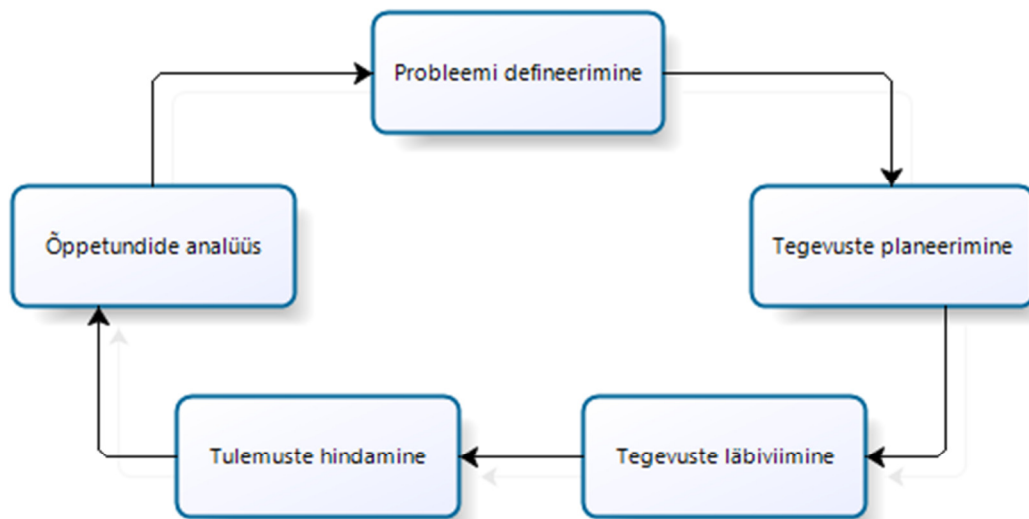 Probleemi defineerimine
Õppetundide analüüs
Tegevuste planeerimine
Tulemuste hindamine
Tegevuste läbiviimine